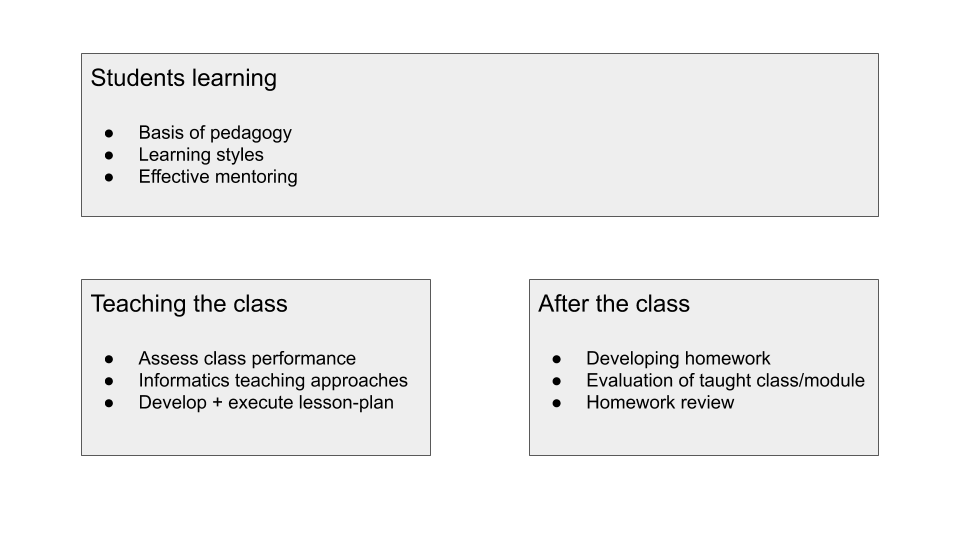 Students learning
● Basis of pedagogy
● Learning styles
● Effective mentoring
Teaching the class
● Assess class performance
● Informatics teaching approaches
● Develop + execute lesson-plan
After the class
● Developing homework
● Evaluation of taught class/module
● Homework review